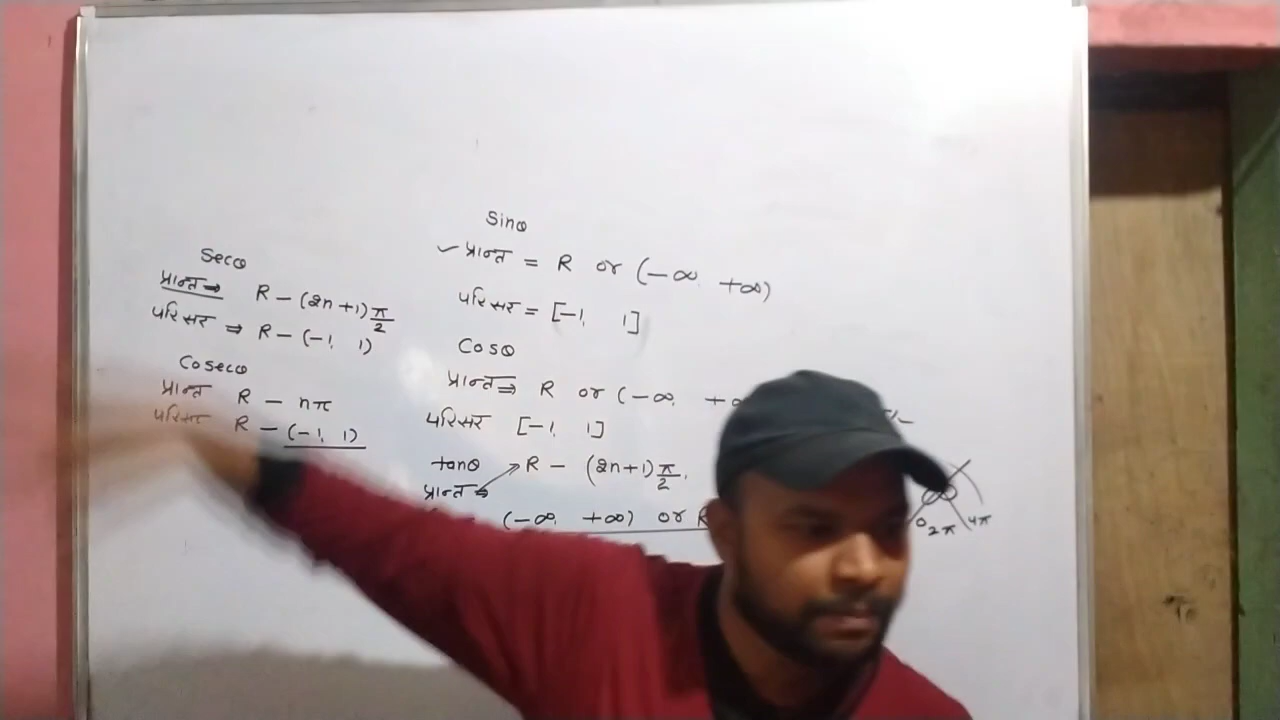 Secθ
प्रान्त → R – (2n+1) π/2
परिसर ⇒ R – (-1, 1)
Cosecθ
प्रान्त R – nπ
परिसर R – (-1, 1)
Sinθ
✓ प्रान्त = R or (-∞, +∞)
परिसर = [-1, 1]
Cosθ
प्रान्त ⇒ R or (-∞, +∞
परिसर [-1, 1]
tanθ R – (2n+1) π/2.
प्रान्त →
(-∞, +∞) or R
0 2π 4π